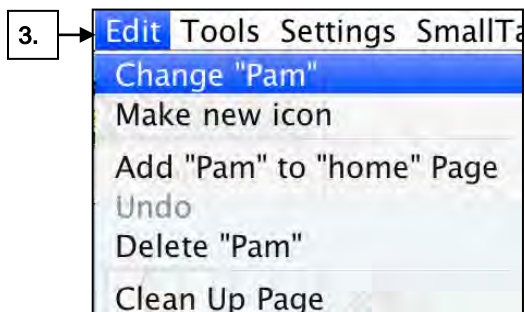 3.
Edit Tools Settings SmallTa
Change "Pam"
Make new icon
Add "Pam" to "home" Page
Undo
Delete "Pam"
Clean Up Page